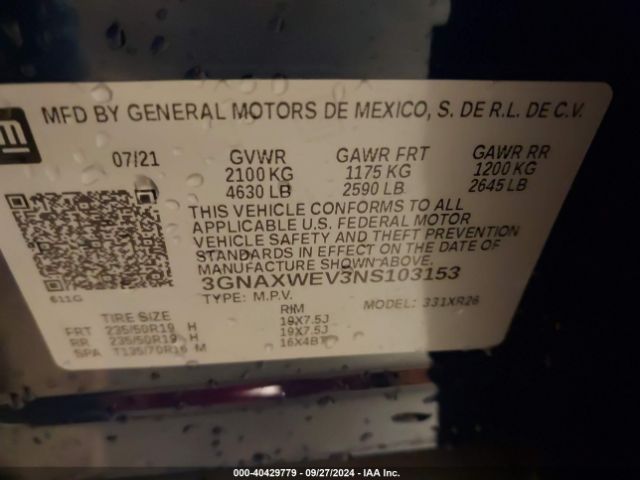 MFD BY GENERAL MOTORS DE MEXICO, S. DE R.L. DE C.V.
07/21 GVWR GAWR FRT GAWR RR
2100 KG 1175 KG 1200 KG
4630 LB 2590 LB 2645 LB
THIS VEHICLE CONFORMS TO ALL
APPLICABLE U.S. FEDERAL MOTOR
VEHICLE SAFETY AND THEFT PREVENTION
STANDARDS IN EFFECT ON THE DATE OF
MANUFACTURE SHOWN ABOVE.
3GNAXWEV3NS103153
TYPE: M.P.V. MODEL: 331XR26
611G
TIRE SIZE RIM
FRT 235/50R19 H 19X7.5J
RR 235/50R19 H 19X7.5J
SPA T135/70R16 M 16X4BT
000-40429779 - 09/27/2024 - IAA Inc.